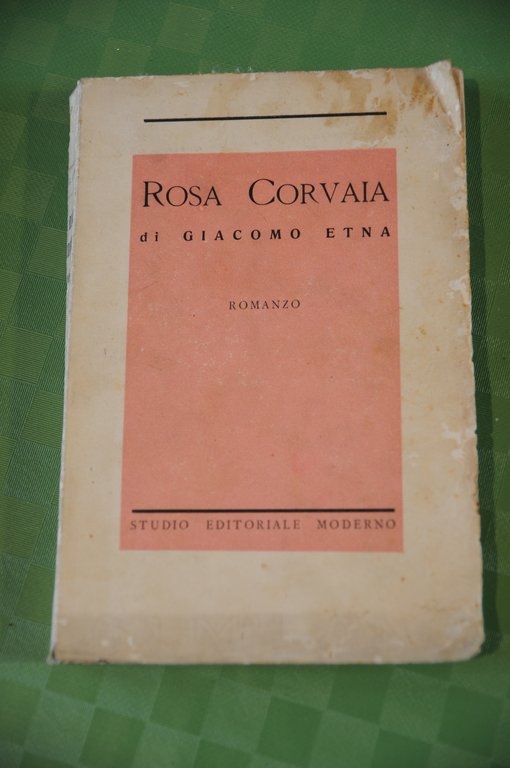 ROSA CORVAIA
di GIACOMO ETNA
ROMANZO
STUDIO EDITORIALE MODERNO